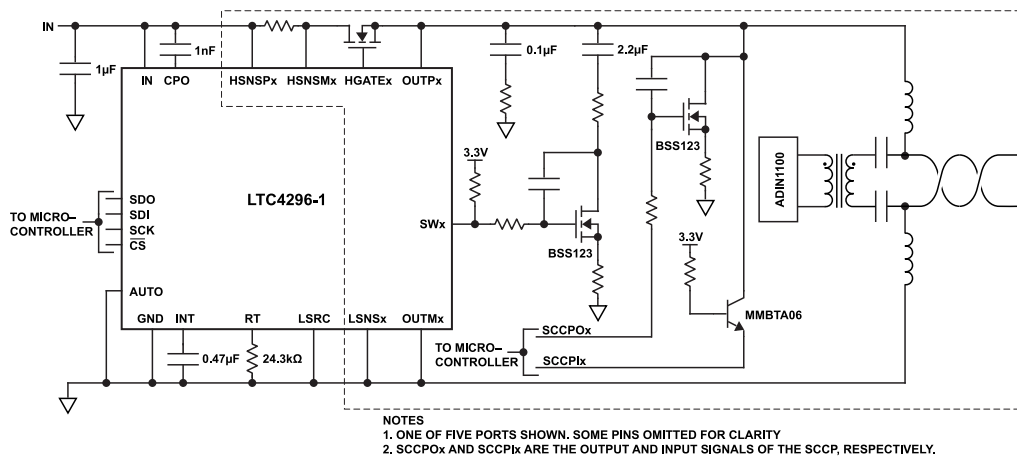 IN
1µF
1nF
0.1µF
2.2µF
IN
CPO
HSNSPx
HSNSMx
HGATEx
OUTPx
BSS123
ADIN1100
3.3V
LTC4296-1
SDO
SDI
SCK
CS
TO MICRO–
CONTROLLER
SWx
BSS123
3.3V
AUTO
MMBTA06
GND
INT
RT
LSRC
LSNSx
OUTMx
0.47µF
24.3kΩ
TO MICRO–
CONTROLLER
SCCPOx
SCCPIx
NOTES
1. ONE OF FIVE PORTS SHOWN. SOME PINS OMITTED FOR CLARITY
2. SCCPOx AND SCCPIx ARE THE OUTPUT AND INPUT SIGNALS OF THE SCCP, RESPECTIVELY.